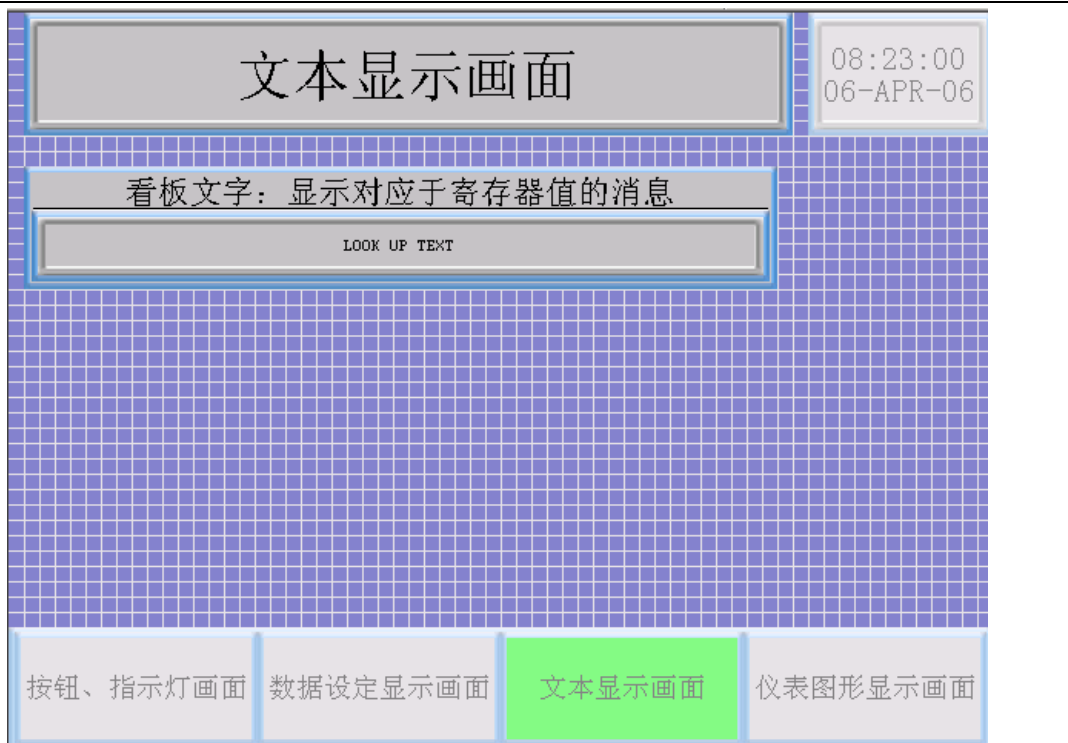 文本显示画面
08:23:00
06-APR-06
看板文字：显示对应于寄存器值的消息
LOOK UP TEXT
按钮、指示灯画面
数据设定显示画面
文本显示画面
仪表图形显示画面